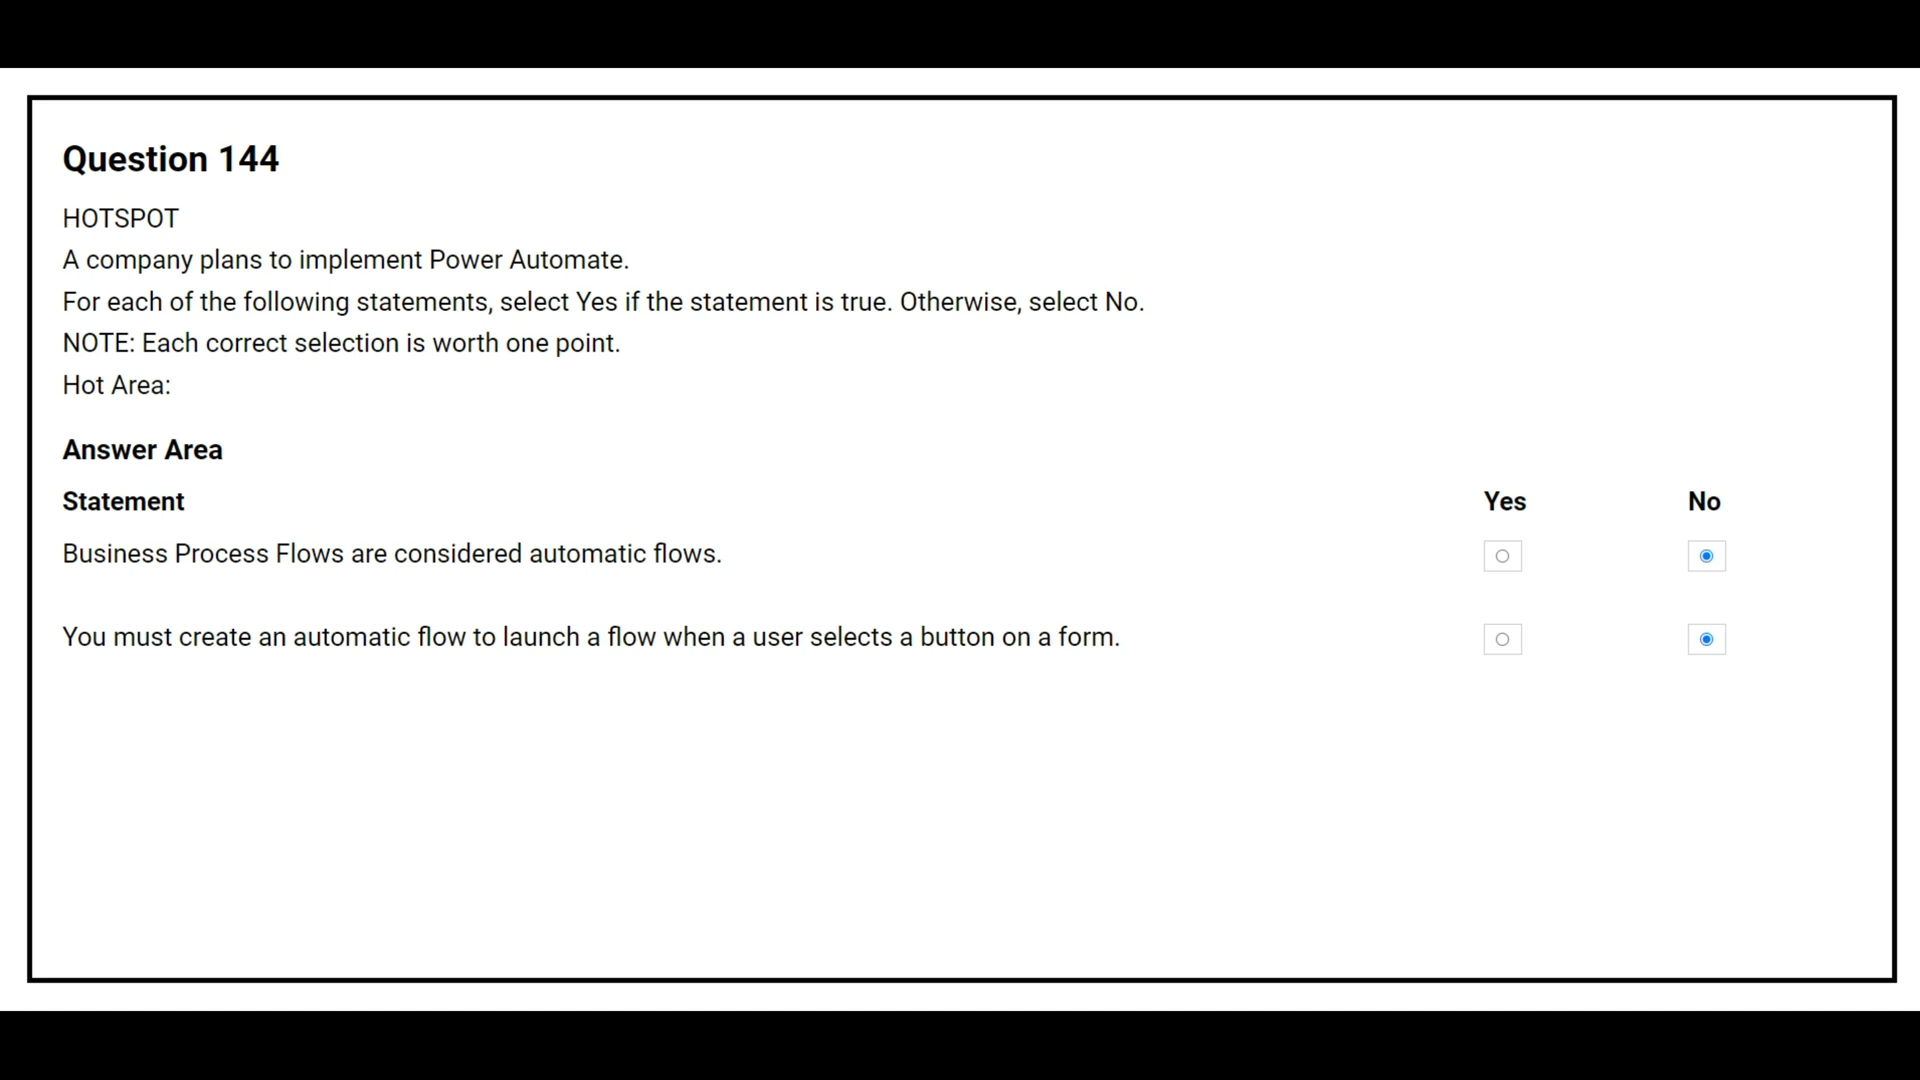 Question 144
HOTSPOT
A company plans to implement Power Automate.
For each of the following statements, select Yes if the statement is true. Otherwise, select No.
NOTE: Each correct selection is worth one point.
Hot Area:
Answer Area
Statement Yes No
Business Process Flows are considered automatic flows.
You must create an automatic flow to launch a flow when a user selects a button on a form.